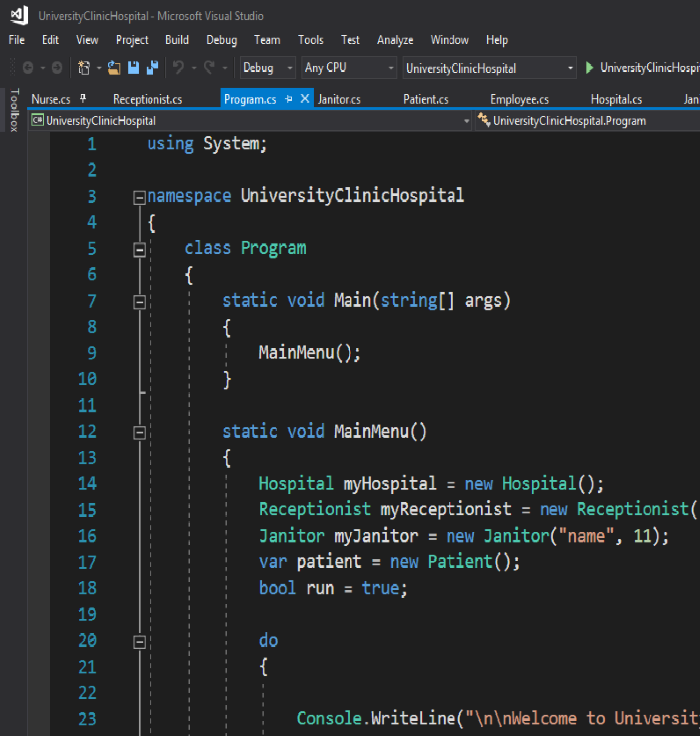 UniversityClinicHospital - Microsoft Visual Studio
File Edit View Project Build Debug Team Tools Test Analyze Window Help
Debug Any CPU UniversityClinicHospital UniversityClinicHospi
Toolbox
Nurse.cs Receptionist.cs Program.cs Janitor.cs Patient.cs Employee.cs Hospital.cs Jan
C# UniversityClinicHospital UniversityClinicHospital.Program
1 using System;
2
3 namespace UniversityClinicHospital
4 {
5 class Program
6 {
7 static void Main(string[] args)
8 {
9 MainMenu();
10 }
11
12 static void MainMenu()
13 {
14 Hospital myHospital = new Hospital();
15 Receptionist myReceptionist = new Receptionist(
16 Janitor myJanitor = new Janitor("name", 11);
17 var patient = new Patient();
18 bool run = true;
19
20 do
21 {
22
23 Console.WriteLine("\n\nWelcome to Universit